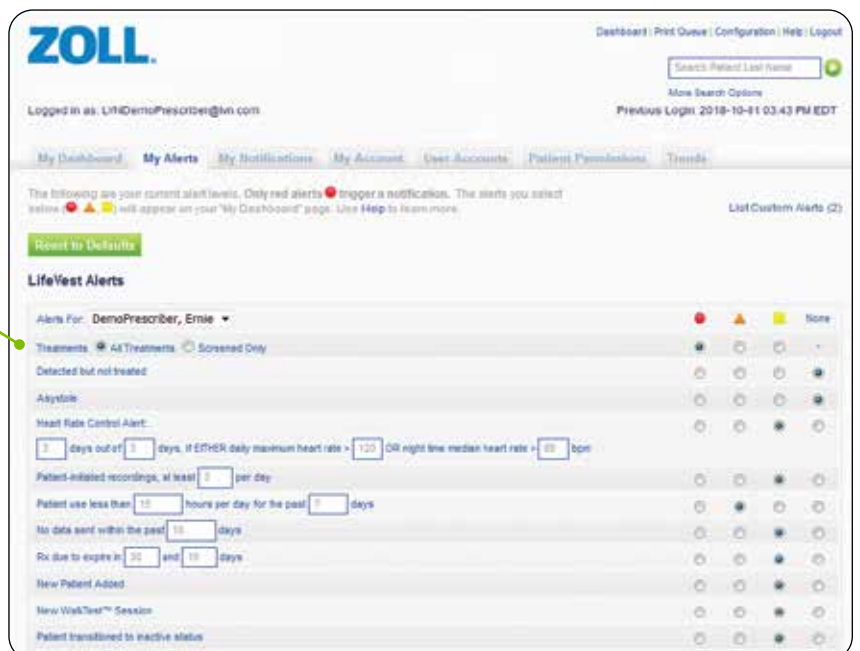 ZOLL.
Dashboard | Print Queue | Configuration | Help | Logout
Search Patient Last Name
More Search Options
Logged in as: LVNDemoPrescriber@lvn.com
Previous Login: 2018-10-01 03:43 PM EDT
My Dashboard My Alerts My Notifications My Account User Accounts Patient Permissions Trends
The following are your current alert levels. Only red alerts trigger a notification. The alerts you select
below ( ) will appear on your "My Dashboard" page. Use Help to learn more.
List Custom Alerts (2)
Reset to Defaults
LifeVest Alerts
Alerts For: DemoPrescriber, Ernie None
Treatments All Treatments Screened Only
Detected but not treated
Asystole
Heart Rate Control Alert:
days out of days, if EITHER daily maximum heart rate > 120 OR night time median heart rate > bpm
Patient-initiated recordings, at least per day
Patient use less than 15 hours per day for the past 7 days
No data sent within the past days
Rx due to expire in and days
New Patient Added
New WalkTest™ Session
Patient transitioned to inactive status